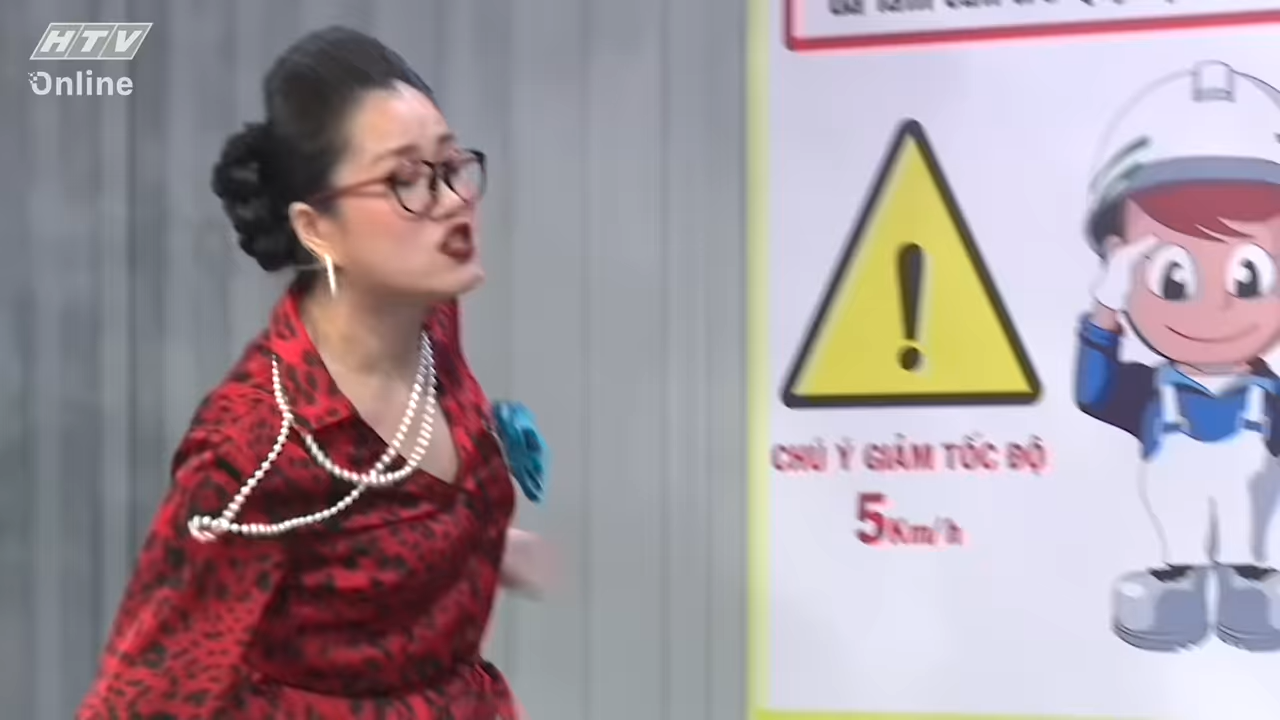 HTV
Online
CHÚ Ý GIẢM TỐC ĐỘ
5Km/h